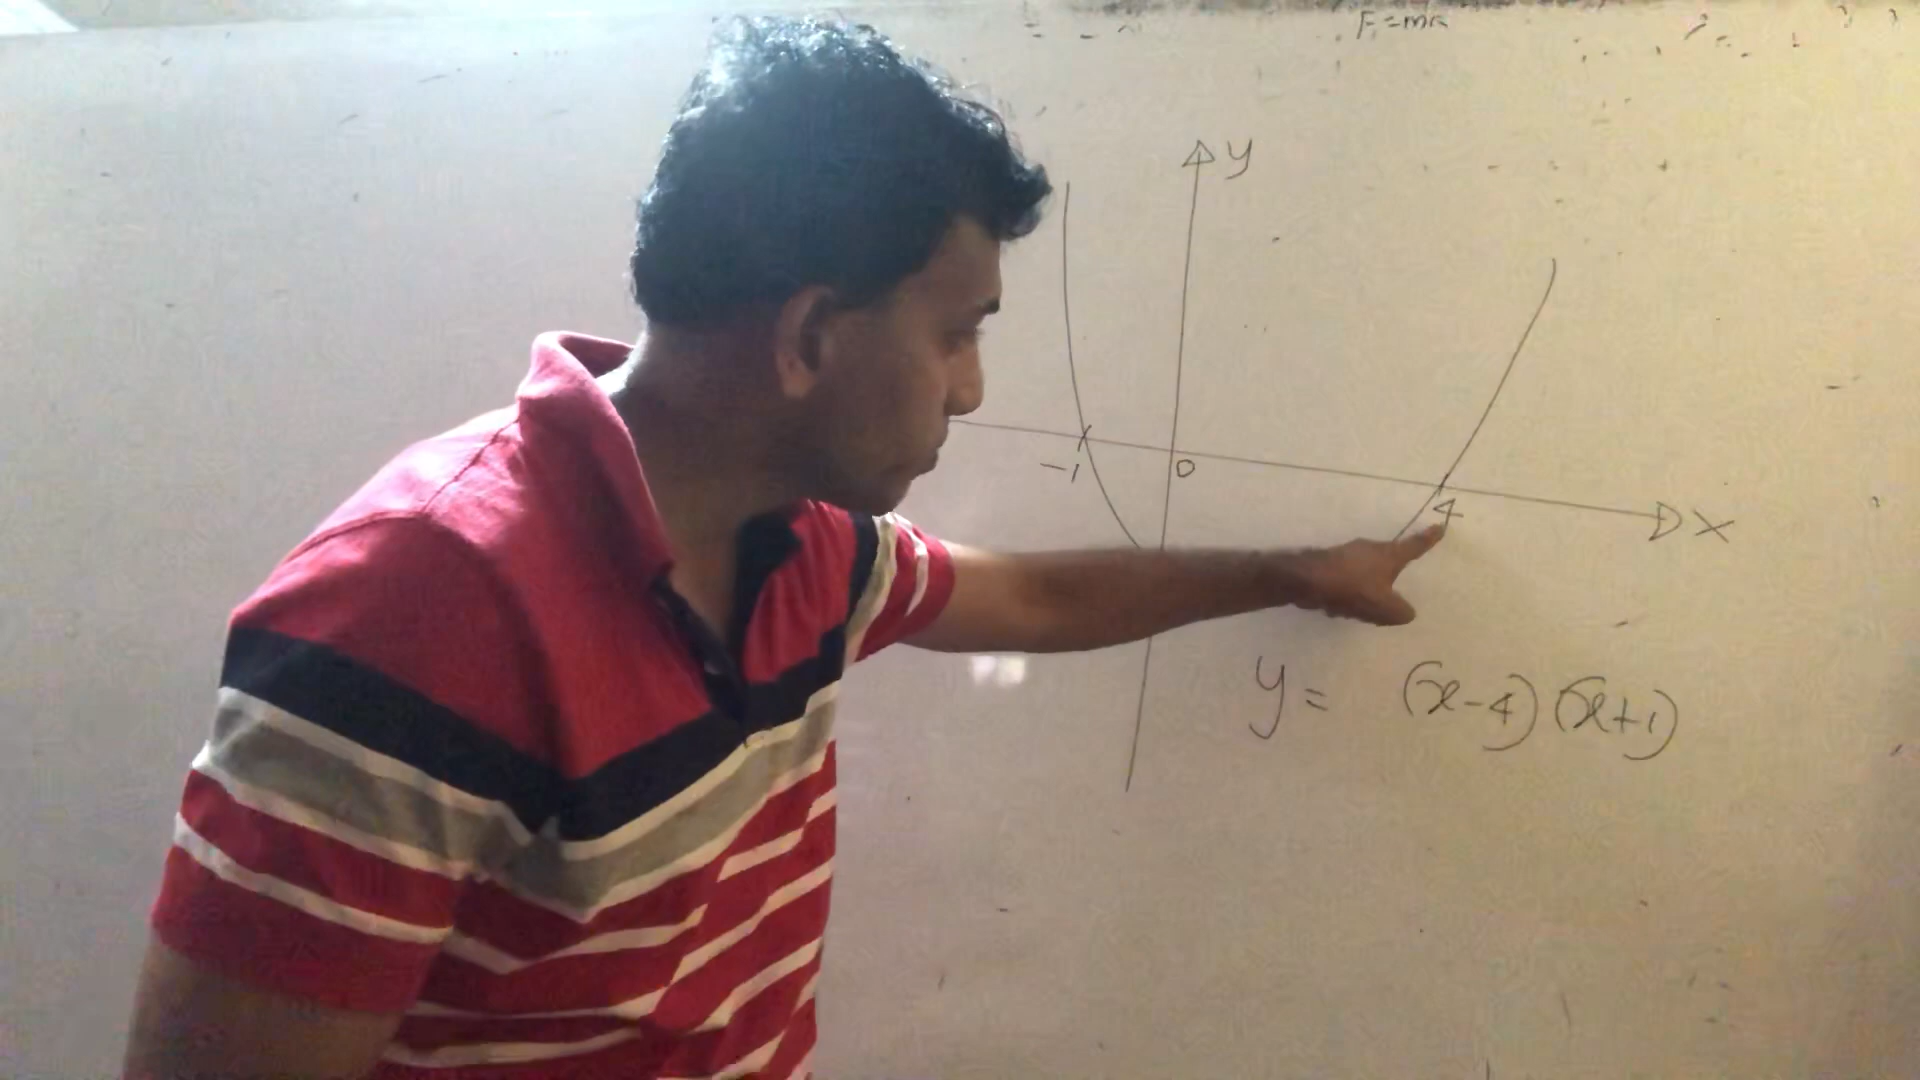 F = ma
y
-1 0
4
x
y = (x-4)(x+1)